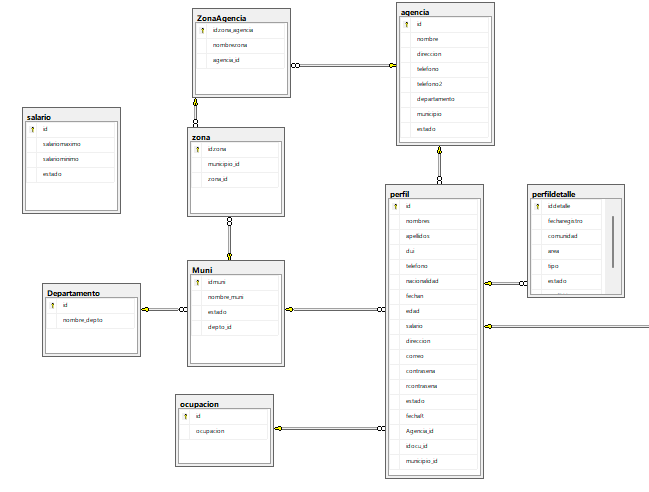 ZonaAgencia
idzona_agencia
nombrezona
agencia_id
agencia
id
nombre
direccion
telefono
telefono2
departamento
municipio
estado
salario
id
salariomaximo
salariominimo
estado
zona
idzona
municipio_id
zona_id
perfil
id
nombres
apellidos
dui
telefono
nacionalidad
fechan
edad
salario
direccion
correo
contrasena
rcontrasena
estado
fechaR
Agencia_id
idocu_id
municipio_id
perfildetalle
iddetalle
fecharegistro
comunidad
area
tipo
estado
Muni
idmuni
nombre_muni
estado
depto_id
Departamento
id
nombre_depto
ocupacion
id
ocupacion